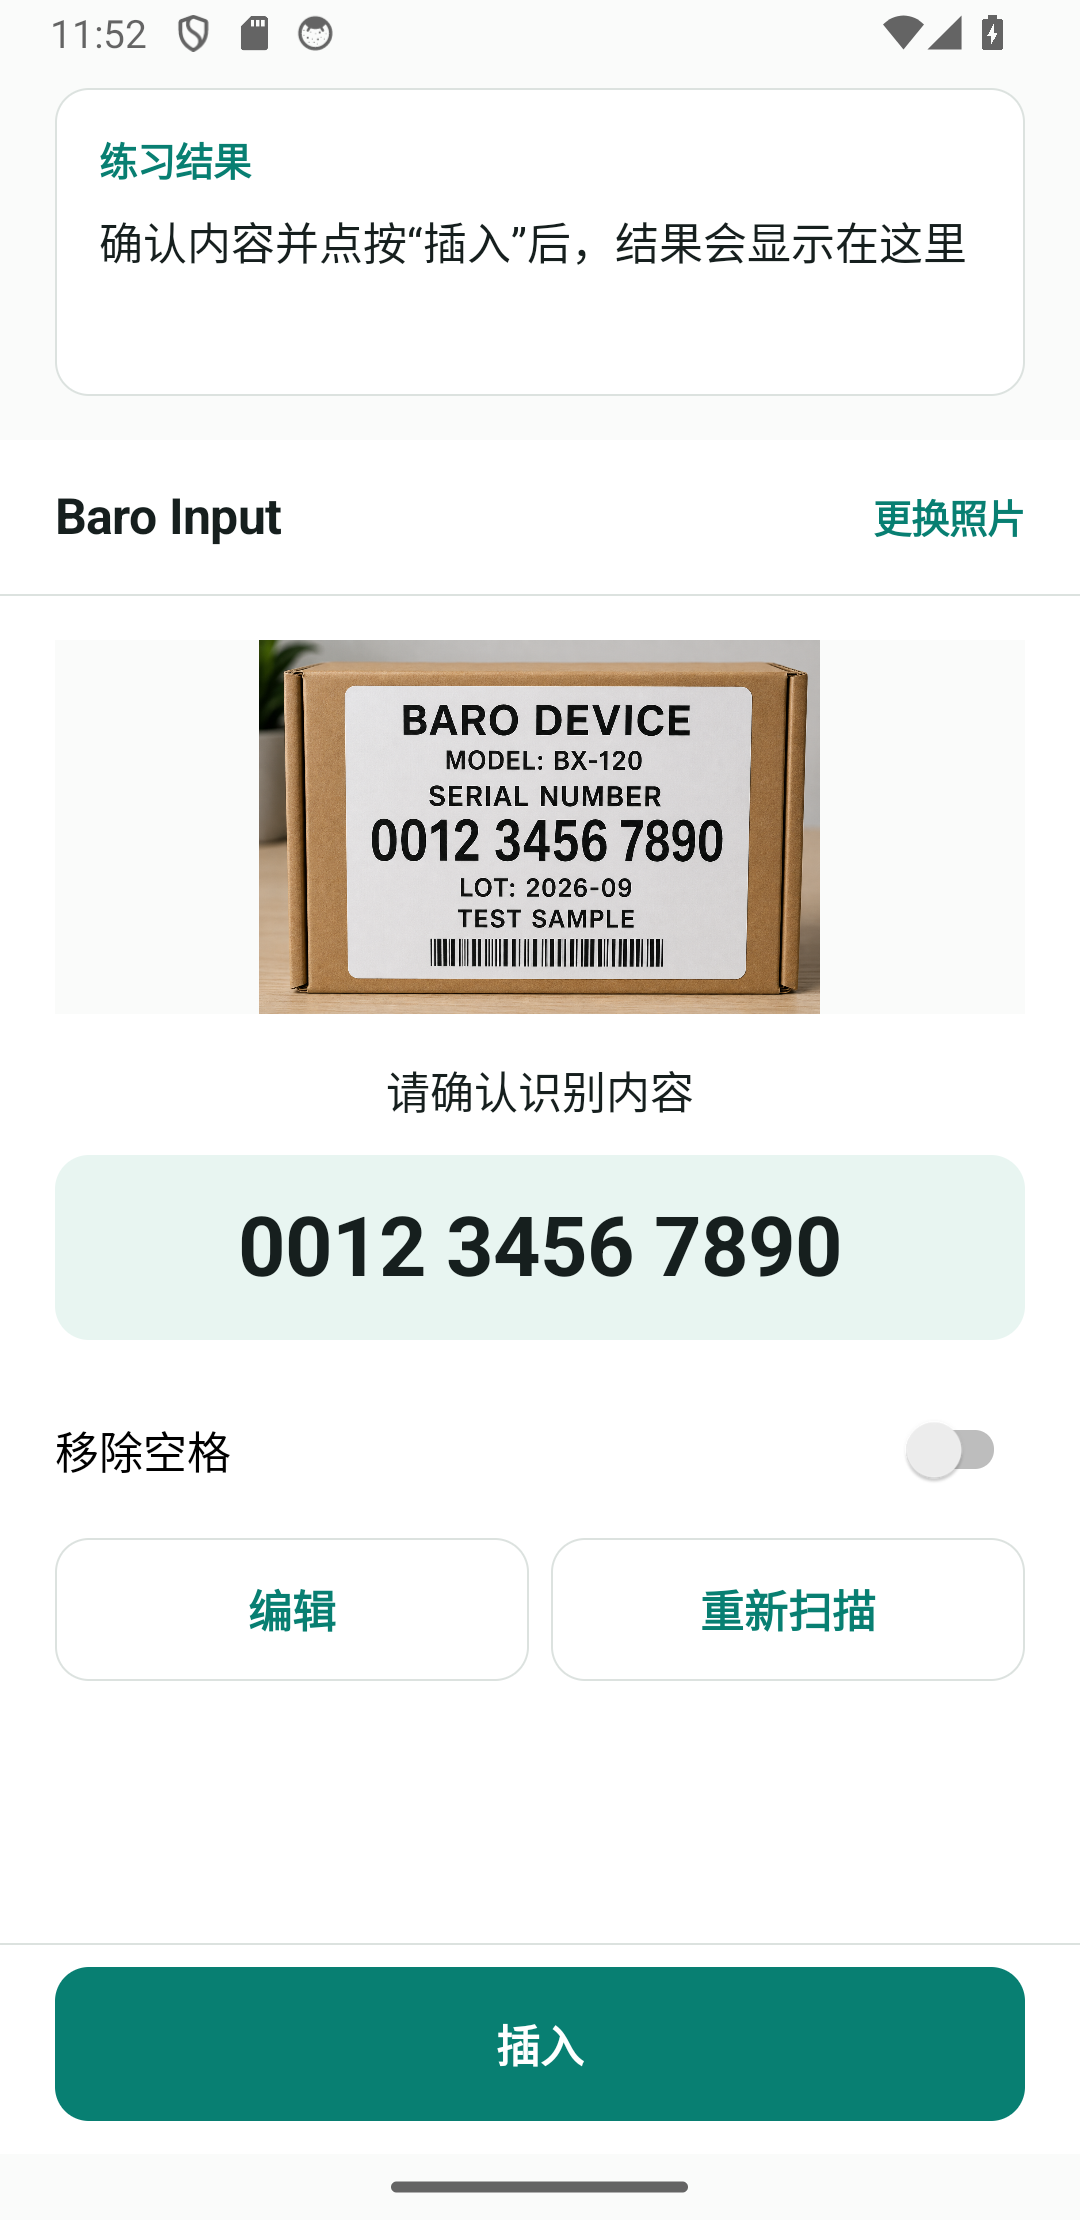 11:52
练习结果
确认内容并点按“插入”后，结果会显示在这里
Baro Input
更换照片
BARO DEVICE
MODEL: BX-120
SERIAL NUMBER
0012 3456 7890
LOT: 2026-09
TEST SAMPLE
请确认识别内容
0012 3456 7890
移除空格
编辑
重新扫描
插入